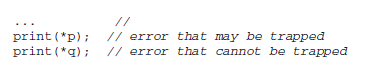 ...          //
print(*p);  // error that may be trapped
print(*q);  // error that cannot be trapped